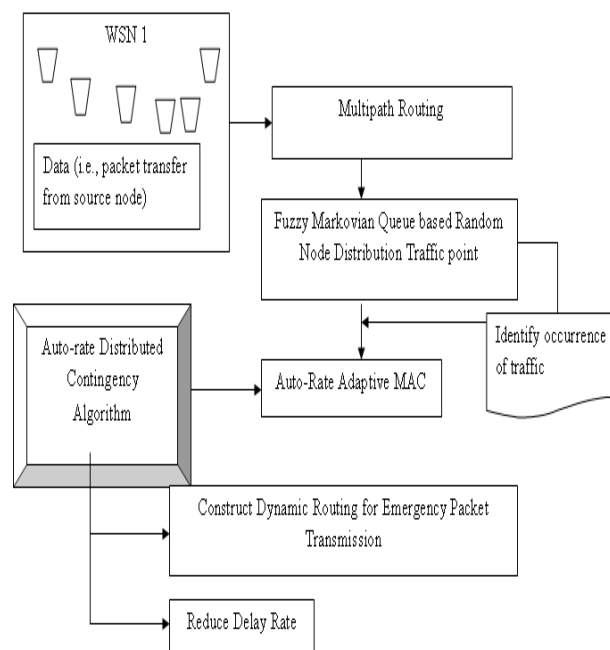 WSN 1
Data (i.e., packet transfer
from source node)
Multipath Routing
Fuzzy Markovian Queue based Random
Node Distribution Traffic point
Identify occurrence
of traffic
Auto-rate Distributed
Contingency
Algorithm
Auto-Rate Adaptive MAC
Construct Dynamic Routing for Emergency Packet
Transmission
Reduce Delay Rate